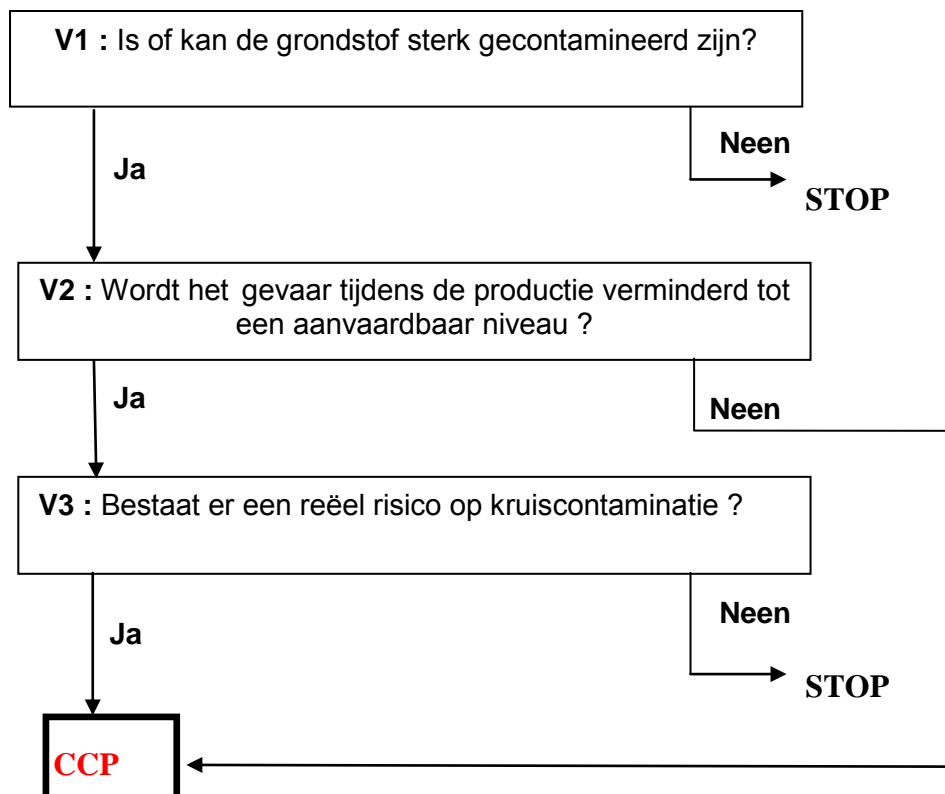 V1 : Is of kan de grondstof sterk gecontamineerd zijn?
Ja
Neen
STOP
V2 : Wordt het gevaar tijdens de productie verminderd tot
een aanvaardbaar niveau ?
Ja
Neen
V3 : Bestaat er een reëel risico op kruiscontaminatie ?
Ja
Neen
STOP
CCP